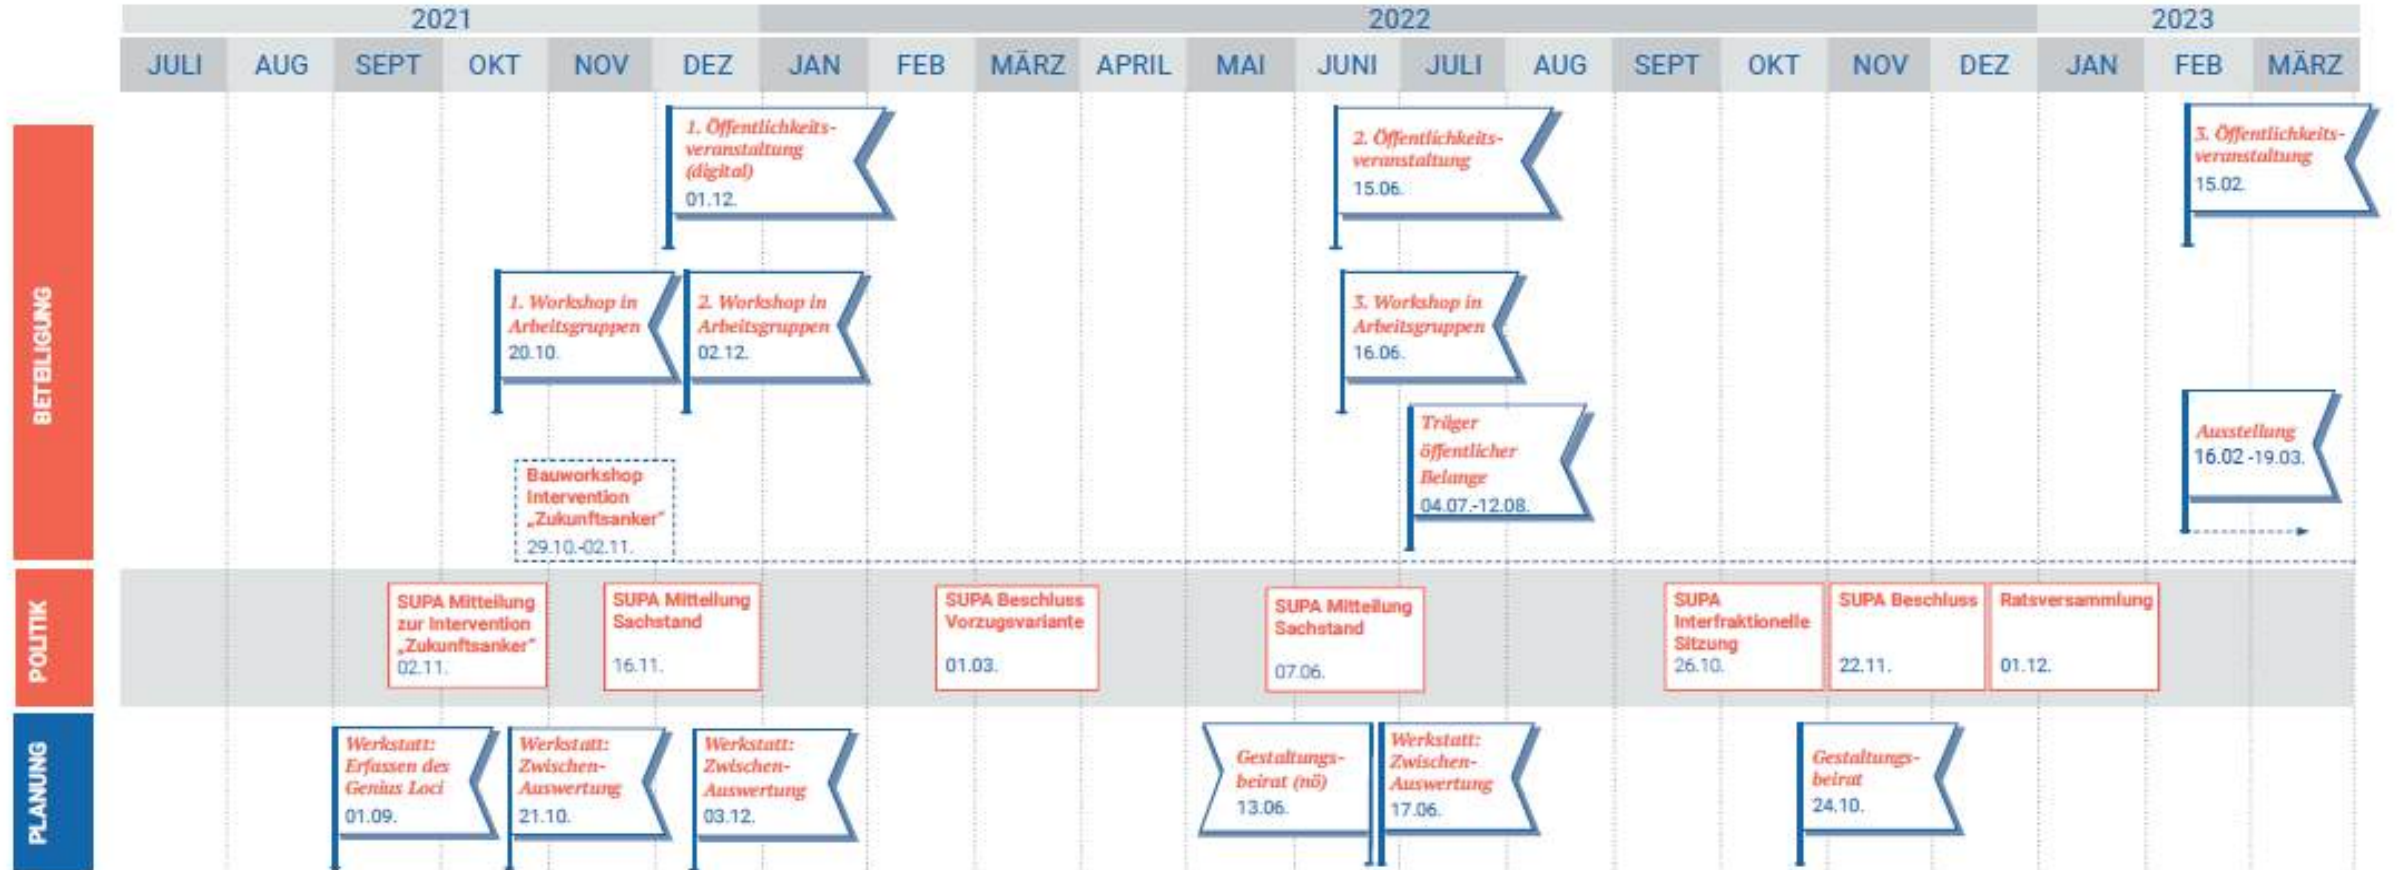 2021
2022
2023
JULI AUG SEPT OKT NOV DEZ JAN FEB MÄRZ APRIL MAI JUNI JULI AUG SEPT OKT NOV DEZ JAN FEB MÄRZ
BETEILIGUNG
1. Öffentlichkeits-
veranstaltung
(digital)
01.12.
2. Öffentlichkeits-
veranstaltung
15.06.
3. Öffentlichkeits-
veranstaltung
15.02.
1. Workshop in
Arbeitsgruppen
20.10.
2. Workshop in
Arbeitsgruppen
02.12.
3. Workshop in
Arbeitsgruppen
16.06.
Träger
öffentlicher
Belange
04.07.-12.08.
Ausstellung
16.02 -19.03.
Bauworkshop
Intervention
„Zukunftsanker“
29.10.-02.11.
POLITIK
SUPA Mitteilung
zur Intervention
„Zukunftsanker“
02.11.
SUPA Mitteilung
Sachstand
16.11.
SUPA Beschluss
Vorzugsvariante
01.03.
SUPA Mitteilung
Sachstand
07.06.
SUPA
Interfraktionelle
Sitzung
26.10.
SUPA Beschluss
22.11.
Ratsversammlung
01.12.
PLANUNG
Werkstatt:
Erfassen des
Genius Loci
01.09.
Werkstatt:
Zwischen-
Auswertung
21.10.
Werkstatt:
Zwischen-
Auswertung
03.12.
Gestaltungs-
beirat (nö)
13.06.
Werkstatt:
Zwischen-
Auswertung
17.06.
Gestaltungs-
beirat
24.10.